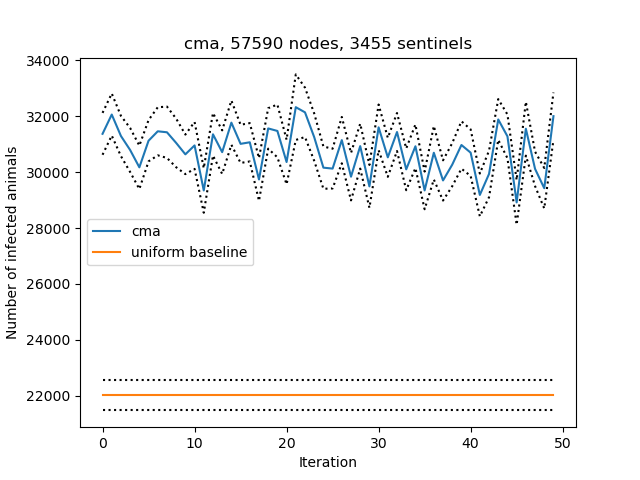 cma, 57590 nodes, 3455 sentinels
34000
32000
30000
28000
26000
24000
22000
Number of infected animals
cma
uniform baseline
0
10
20
30
40
50
Iteration